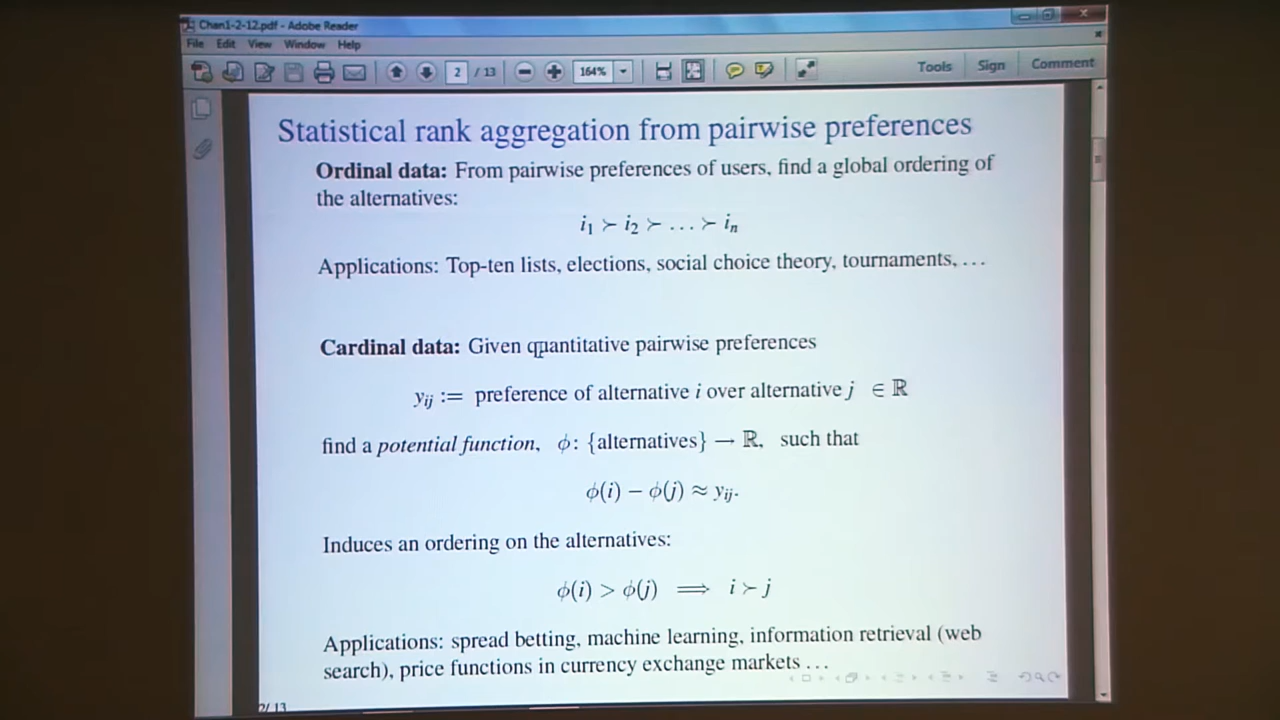 Chan1-2-12.pdf - Adobe Reader
File Edit View Window Help
2 / 13 164% Tools Sign Comment
Statistical rank aggregation from pairwise preferences
Ordinal data: From pairwise preferences of users, find a global ordering of
the alternatives:
i₁ ≻ i₂ ≻ … ≻ iₙ
Applications: Top-ten lists, elections, social choice theory, tournaments, …
Cardinal data: Given quantitative pairwise preferences
yᵢⱼ := preference of alternative i over alternative j ∈ ℝ
find a potential function, ϕ: {alternatives} → ℝ, such that
ϕ(i) − ϕ(j) ≈ yᵢⱼ.
Induces an ordering on the alternatives:
ϕ(i) > ϕ(j) ⟹ i ≻ j
Applications: spread betting, machine learning, information retrieval (web
search), price functions in currency exchange markets …
2/ 13